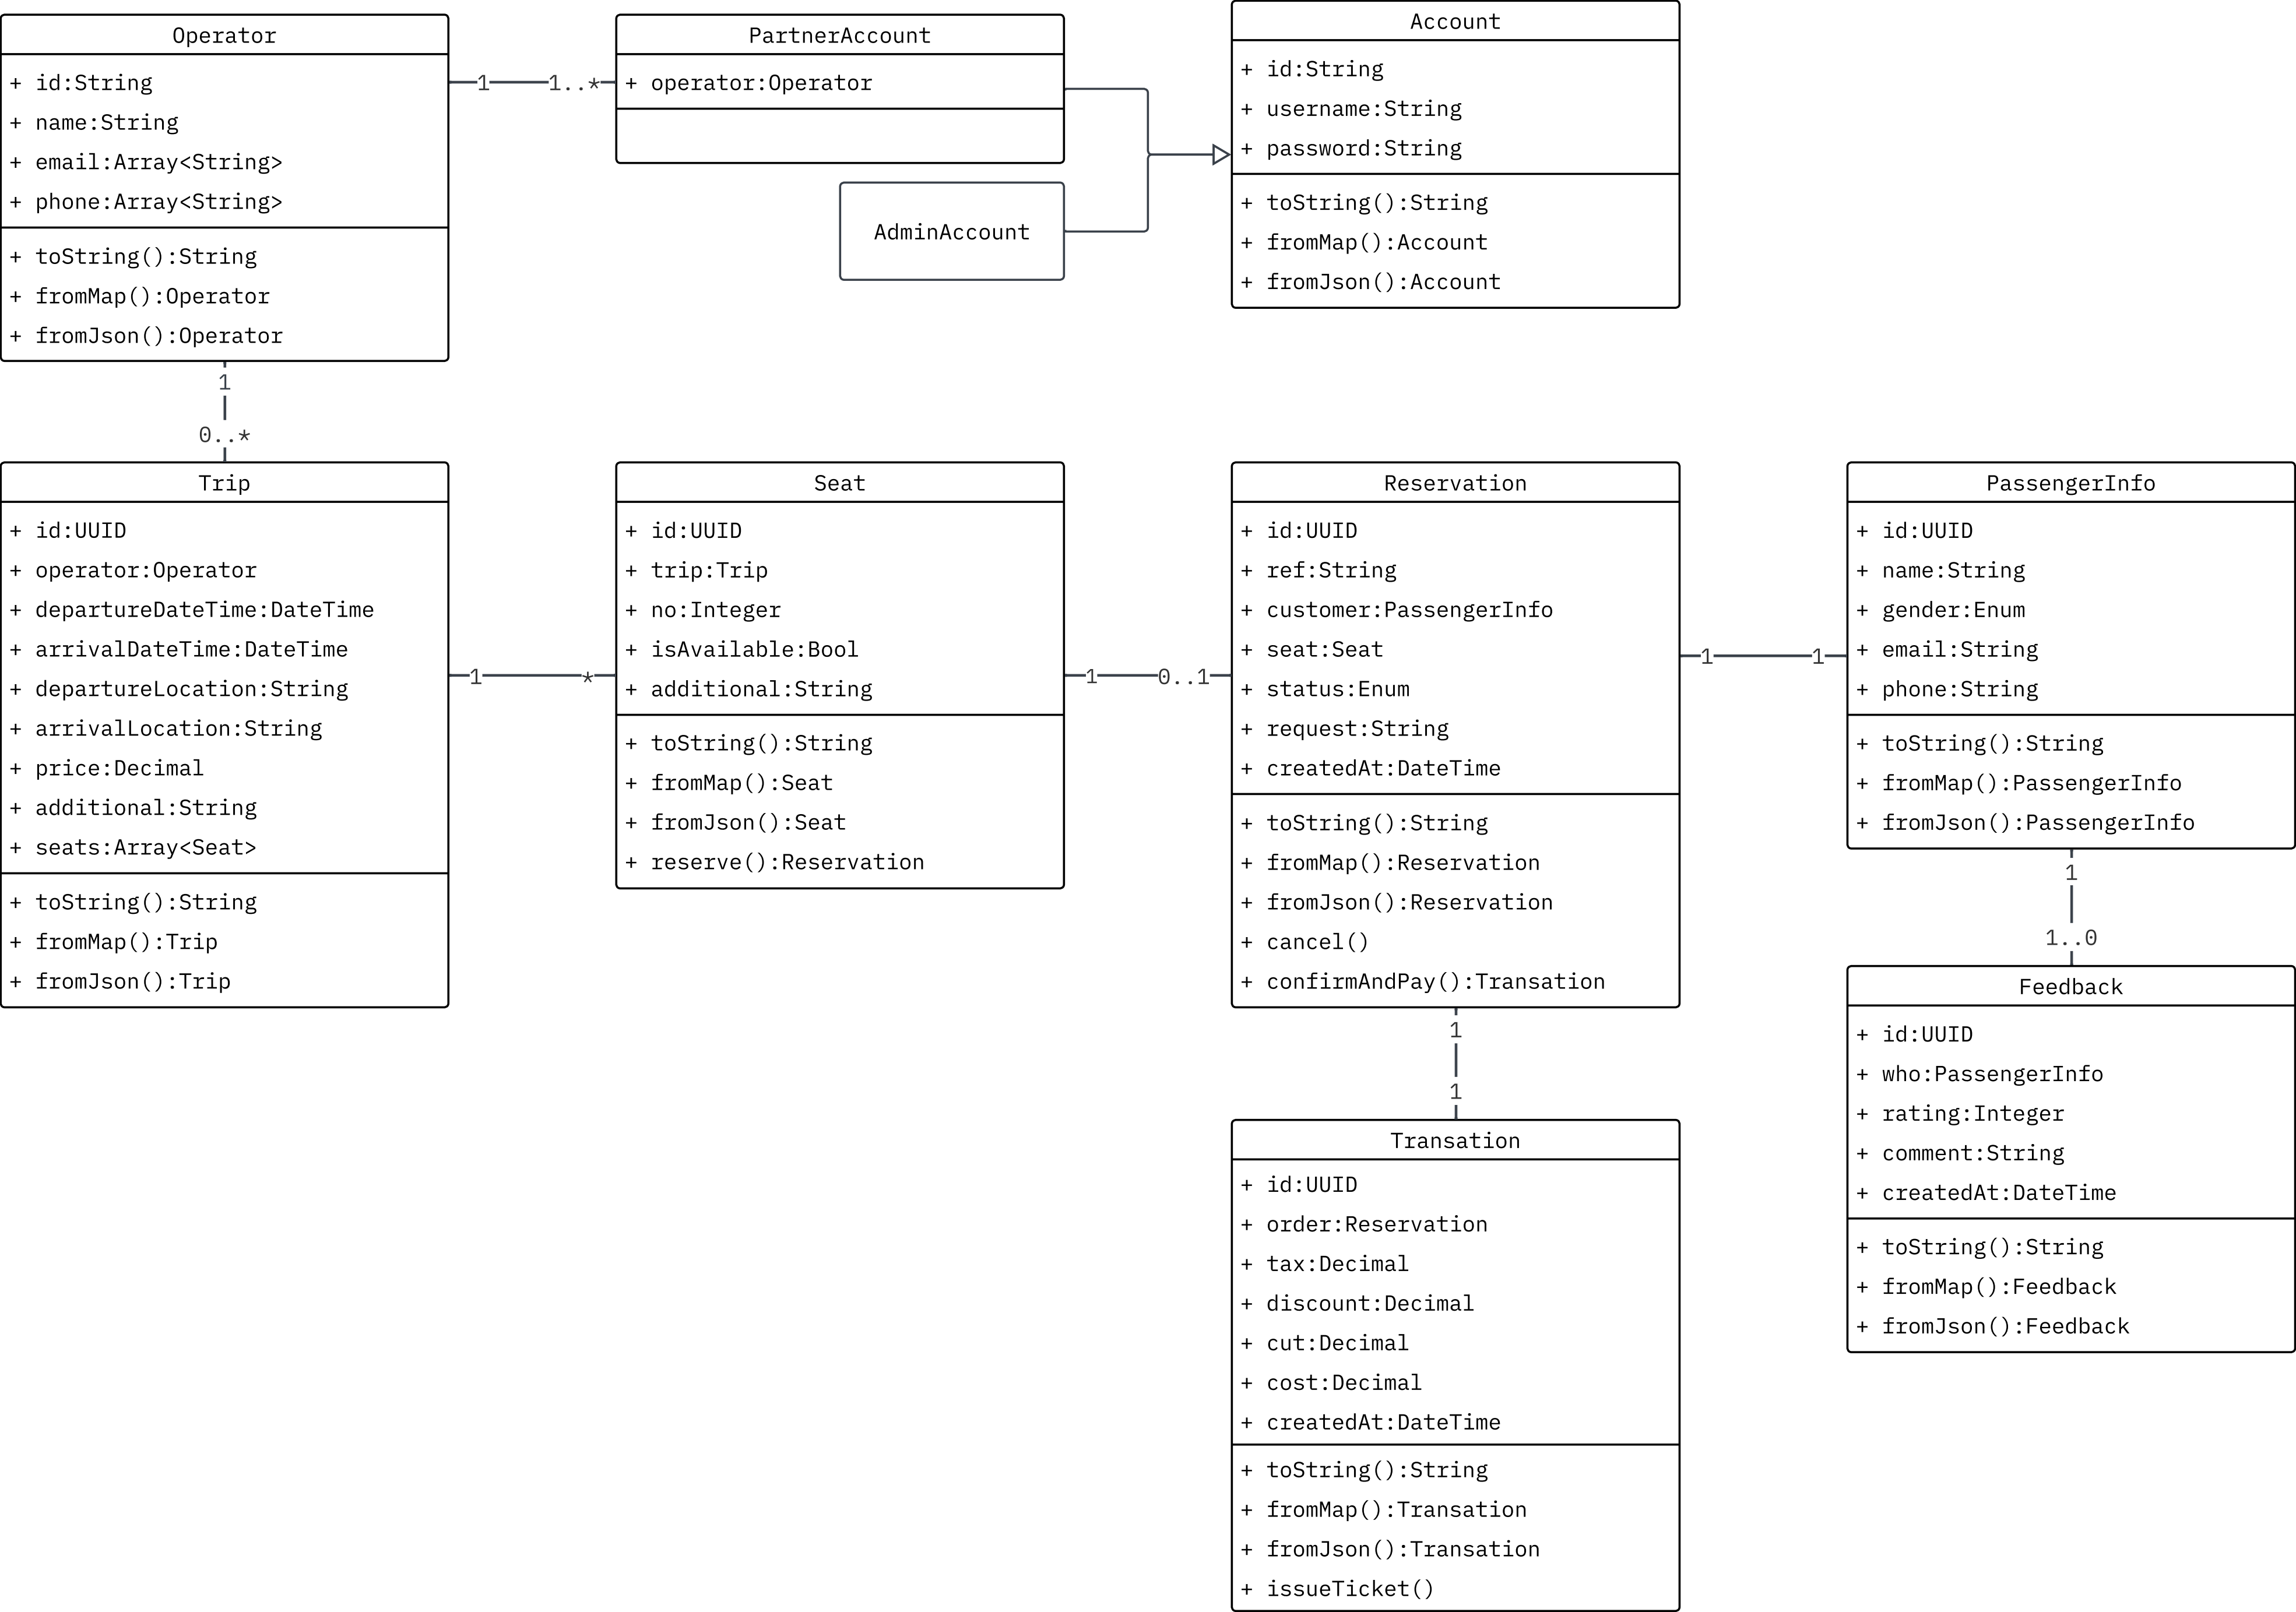 Operator
+ id:String
+ name:String
+ email:Array<String>
+ phone:Array<String>
+ toString():String
+ fromMap():Operator
+ fromJson():Operator
1
1..*
PartnerAccount
+ operator:Operator
AdminAccount
Account
+ id:String
+ username:String
+ password:String
+ toString():String
+ fromMap():Account
+ fromJson():Account
1
0..*
Trip
+ id:UUID
+ operator:Operator
+ departureDateTime:DateTime
+ arrivalDateTime:DateTime
+ departureLocation:String
+ arrivalLocation:String
+ price:Decimal
+ additional:String
+ seats:Array<Seat>
+ toString():String
+ fromMap():Trip
+ fromJson():Trip
1
*
Seat
+ id:UUID
+ trip:Trip
+ no:Integer
+ isAvailable:Bool
+ additional:String
+ toString():String
+ fromMap():Seat
+ fromJson():Seat
+ reserve():Reservation
1
0..1
Reservation
+ id:UUID
+ ref:String
+ customer:PassengerInfo
+ seat:Seat
+ status:Enum
+ request:String
+ createdAt:DateTime
+ toString():String
+ fromMap():Reservation
+ fromJson():Reservation
+ cancel()
+ confirmAndPay():Transation
1
1
PassengerInfo
+ id:UUID
+ name:String
+ gender:Enum
+ email:String
+ phone:String
+ toString():String
+ fromMap():PassengerInfo
+ fromJson():PassengerInfo
1
1..0
Feedback
+ id:UUID
+ who:PassengerInfo
+ rating:Integer
+ comment:String
+ createdAt:DateTime
+ toString():String
+ fromMap():Feedback
+ fromJson():Feedback
1
1
Transation
+ id:UUID
+ order:Reservation
+ tax:Decimal
+ discount:Decimal
+ cut:Decimal
+ cost:Decimal
+ createdAt:DateTime
+ toString():String
+ fromMap():Transation
+ fromJson():Transation
+ issueTicket()